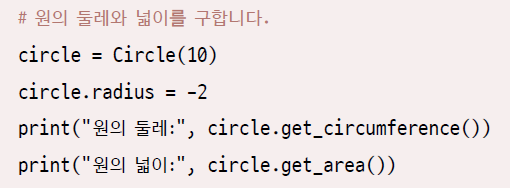 # 원의 둘레와 넓이를 구합니다.
circle = Circle(10)
circle.radius = -2
print("원의 둘레:", circle.get_circumference())
print("원의 넓이:", circle.get_area())